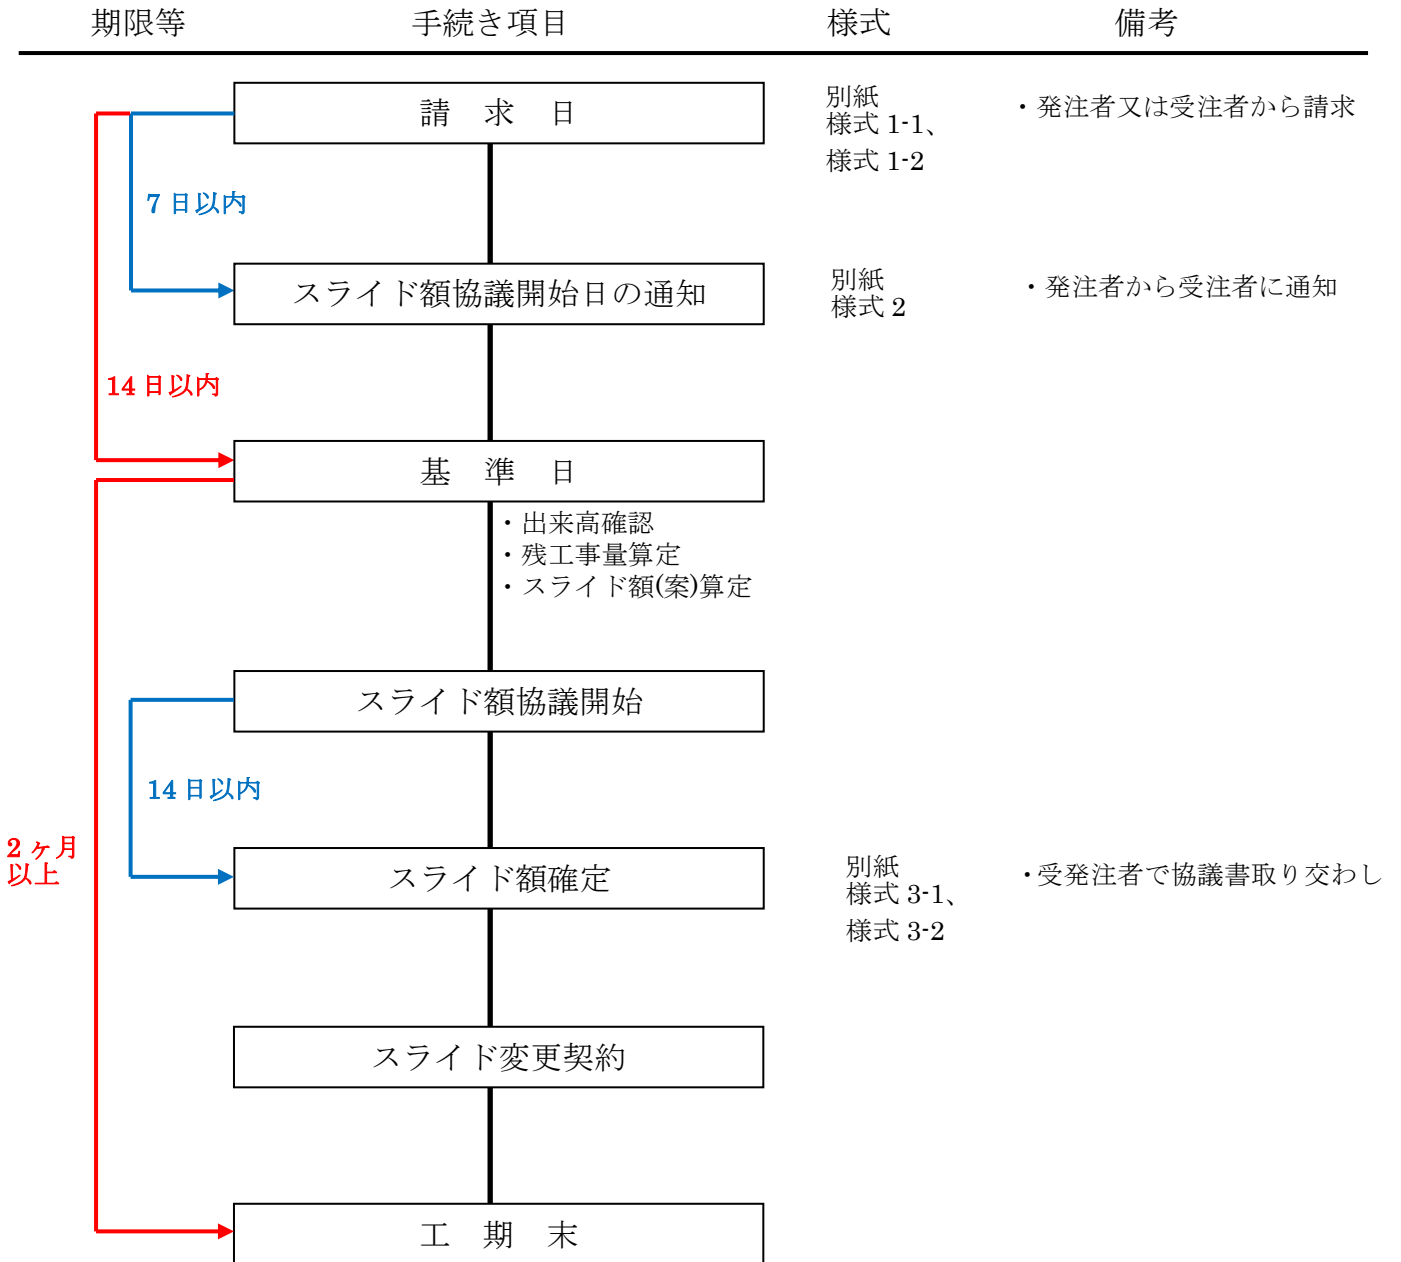 期限等　手続き項目　様式　備考
請　求　日
別紙
様式 1-1、
様式 1-2
・発注者又は受注者から請求
7 日以内
スライド額協議開始日の通知
別紙
様式 2
・発注者から受注者に通知
14 日以内
基　準　日
・出来高確認
・残工事量算定
・スライド額(案)算定
スライド額協議開始
14 日以内
2 ヶ月
以上
スライド額確定
別紙
様式 3-1、
様式 3-2
・受発注者で協議書取り交わし
スライド変更契約
工　期　末